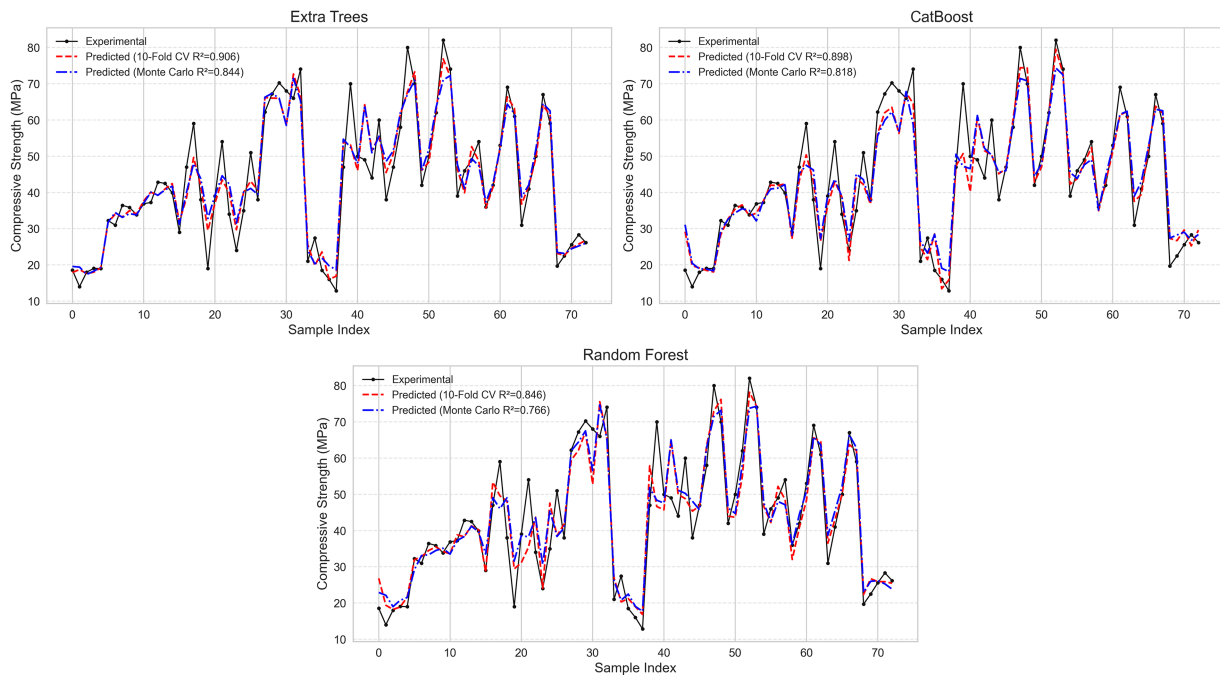 Extra Trees
Experimental
Predicted (10-Fold CV R²=0.906)
Predicted (Monte Carlo R²=0.844)
Compressive Strength (MPa)
80
70
60
50
40
30
20
10
0
10
20
30
40
50
60
70
Sample Index
CatBoost
Experimental
Predicted (10-Fold CV R²=0.898)
Predicted (Monte Carlo R²=0.818)
Compressive Strength (MPa)
80
70
60
50
40
30
20
10
0
10
20
30
40
50
60
70
Sample Index
Random Forest
Experimental
Predicted (10-Fold CV R²=0.846)
Predicted (Monte Carlo R²=0.766)
Compressive Strength (MPa)
80
70
60
50
40
30
20
10
0
10
20
30
40
50
60
70
Sample Index